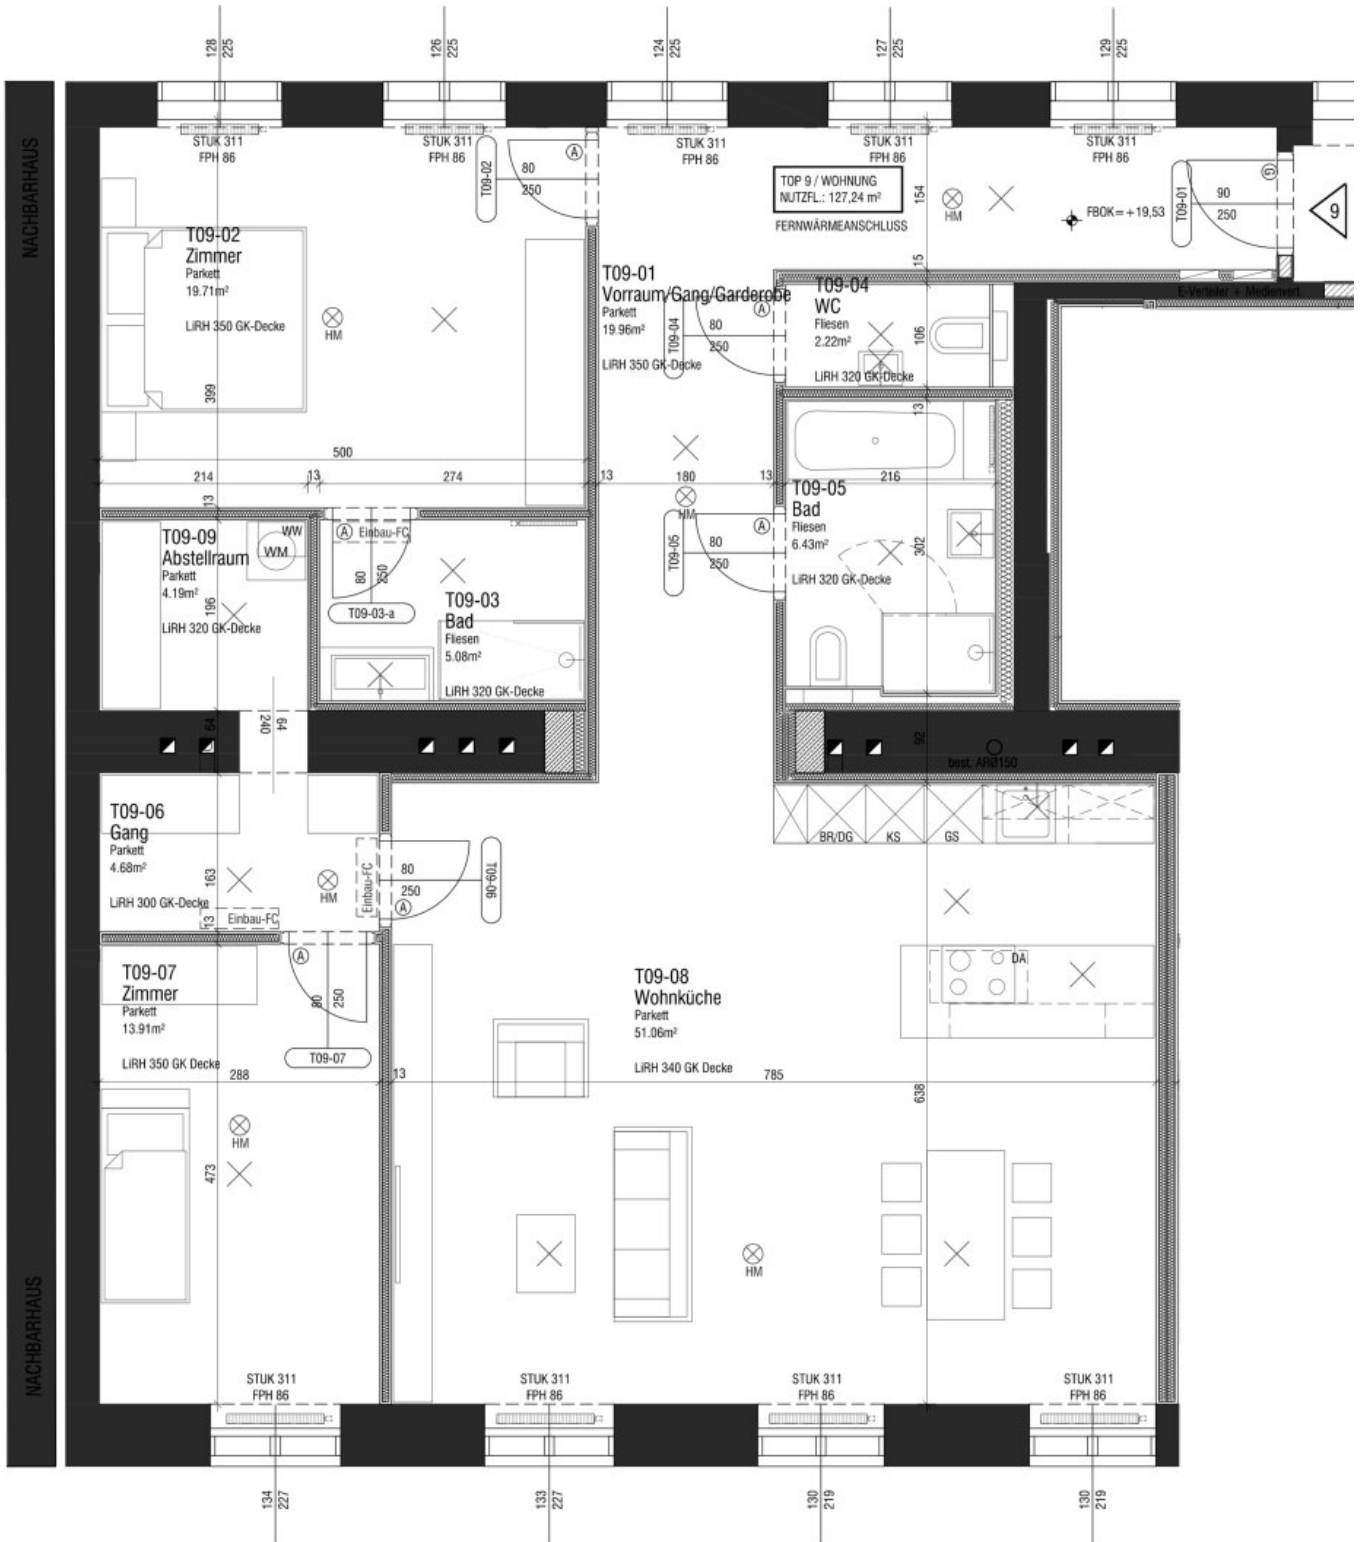 128
225
126
225
124
225
127
225
129
225
NACHBARHAUS
STUK 311
FPH 86
STUK 311
FPH 86
STUK 311
FPH 86
STUK 311
FPH 86
STUK 311
FPH 86
T09-02
A
80
250
TOP 9 / WOHNUNG
NUTZFL.: 127,24 m²
FERNWÄRMEANSCHLUSS
154
HM
FBOK= +19,53
T09-01
G
90
250
9
T09-02
Zimmer
Parkett
19.71m²
LiRH 350 GK-Decke
HM
399
T09-01
Vorraum/Gang/Garderobe
Parkett
19.96m²
LiRH 350 GK-Decke
T09-04
A
80
250
15
E-Verteiler + Medienvert.
T09-04
WC
Fliesen
2.22m²
LiRH 320 GK-Decke
106
13
500
214
13
274
13
180
13
216
13
HM
T09-05
A
80
250
T09-05
Bad
Fliesen
6.43m²
LiRH 320 GK-Decke
302
T09-09
Abstellraum
Parkett
4.19m²
LiRH 320 GK-Decke
196
WW
WM
A
Einbau-FC
80
250
T09-03-a
T09-03
Bad
Fliesen
5.08m²
LiRH 320 GK-Decke
64
240
64
92
best. ARØ150
T09-06
Gang
Parkett
4.68m²
LiRH 300 GK-Decke
163
13
HM
Einbau-FC
Einbau-FC
80
250
A
T09-06
BR/DG
KS
GS
DA
T09-07
Zimmer
Parkett
13.91m²
LiRH 350 GK Decke
A
80
250
T09-07
T09-08
Wohnküche
Parkett
51.06m²
LiRH 340 GK Decke
288
13
785
638
HM
473
HM
NACHBARHAUS
STUK 311
FPH 86
STUK 311
FPH 86
STUK 311
FPH 86
STUK 311
FPH 86
134
227
133
227
130
219
130
219